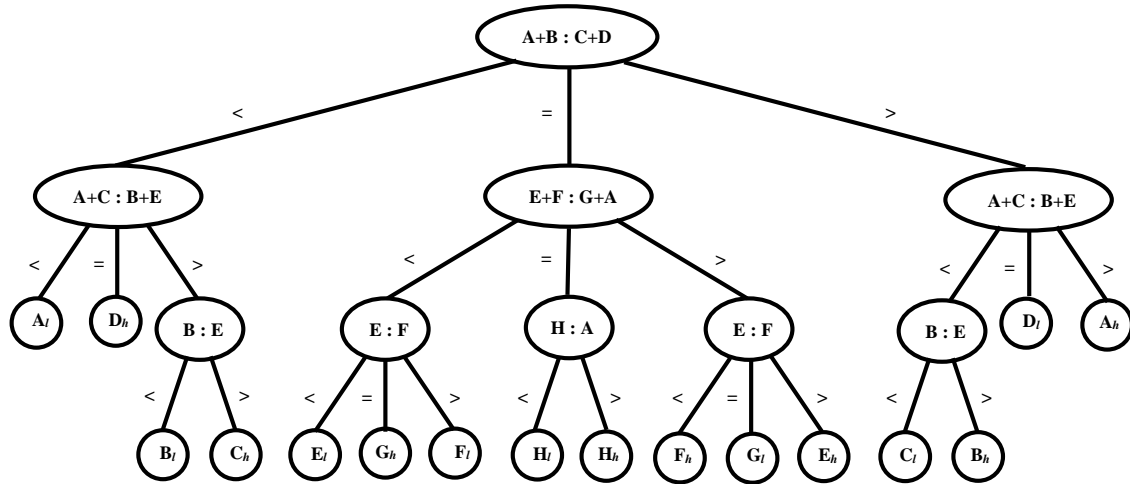 A+B : C+D
< = >
A+C : B+E E+F : G+A A+C : B+E
< = > < = > < = >
Al Dh B : E E : F H : A E : F B : E Dl Ah
< > < = > < > < = > < >
Bl Ch El Gh Fl Hl Hh Fh Gl Eh Cl Bh